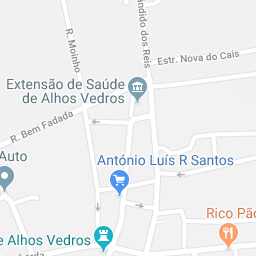 R. Moinho
ndido dos Reis
Estr. Nova do Cais
Extensão de Saúde
de Alhos Vedros
R. Bem Fadada
Auto
António Luís R Santos
Rico Pão
e Alhos Vedros